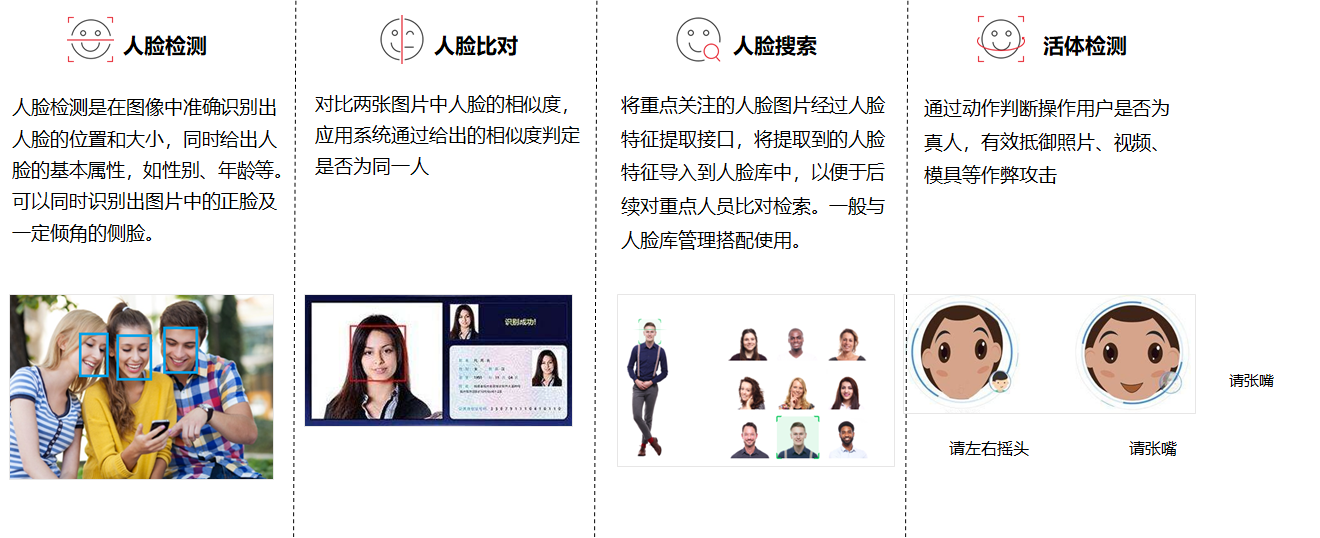 人脸检测
人脸检测是在图像中准确识别出
人脸的位置和大小，同时给出人
脸的基本属性，如性别、年龄等。
可以同时识别出图片中的正脸及
一定倾角的侧脸。
人脸比对
对比两张图片中人脸的相似度，
应用系统通过给出的相似度判定
是否为同一人
识别成功!
人脸搜索
将重点关注的人脸图片经过人脸
特征提取接口，将提取到的人脸
特征导入到人脸库中，以便于后
续对重点人员比对检索。一般与
人脸库管理搭配使用。
活体检测
通过动作判断操作用户是否为
真人，有效抵御照片、视频、
模具等作弊攻击
请左右摇头
请张嘴
请张嘴